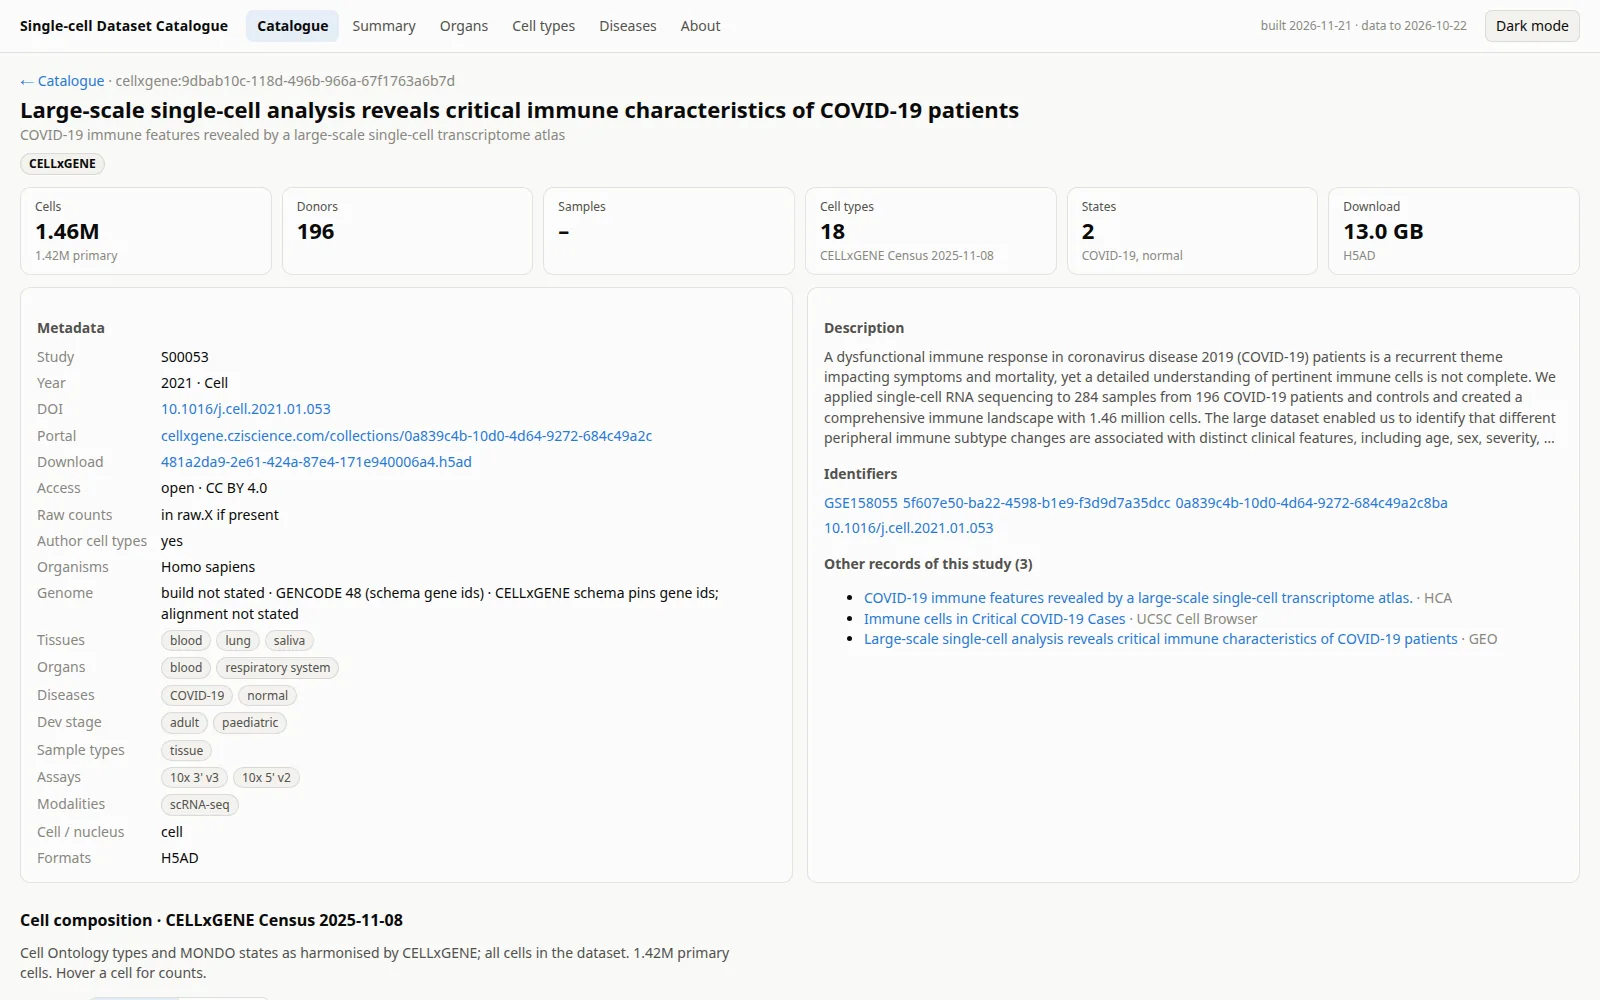 Single-cell Dataset Catalogue Catalogue Summary Organs Cell types Diseases About built 2026-11-21 · data to 2026-10-22 Dark mode
← Catalogue · cellxgene:9dbab10c-118d-496b-966a-67f1763a6b7d
Large-scale single-cell analysis reveals critical immune characteristics of COVID-19 patients
COVID-19 immune features revealed by a large-scale single-cell transcriptome atlas
CELLxGENE
Cells
1.46M
1.42M primary
Donors
196
Samples
–
Cell types
18
CELLxGENE Census 2025-11-08
States
2
COVID-19, normal
Download
13.0 GB
H5AD
Metadata
Study S00053
Year 2021 · Cell
DOI 10.1016/j.cell.2021.01.053
Portal cellxgene.cziscience.com/collections/0a839c4b-10d0-4d64-9272-684c49a2c
Download 481a2da9-2e61-424a-87e4-171e940006a4.h5ad
Access open · CC BY 4.0
Raw counts in raw.X if present
Author cell types yes
Organisms Homo sapiens
Genome build not stated · GENCODE 48 (schema gene ids) · CELLxGENE schema pins gene ids;
alignment not stated
Tissues blood lung saliva
Organs blood respiratory system
Diseases COVID-19 normal
Dev stage adult paediatric
Sample types tissue
Assays 10x 3' v3 10x 5' v2
Modalities scRNA-seq
Cell / nucleus cell
Formats H5AD
Description
A dysfunctional immune response in coronavirus disease 2019 (COVID-19) patients is a recurrent theme
impacting symptoms and mortality, yet a detailed understanding of pertinent immune cells is not complete. We
applied single-cell RNA sequencing to 284 samples from 196 COVID-19 patients and controls and created a
comprehensive immune landscape with 1.46 million cells. The large dataset enabled us to identify that different
peripheral immune subtype changes are associated with distinct clinical features, including age, sex, severity, ...
Identifiers
GSE158055 5f607e50-ba22-4598-b1e9-f3d9d7a35dcc 0a839c4b-10d0-4d64-9272-684c49a2c8ba
10.1016/j.cell.2021.01.053
Other records of this study (3)
• COVID-19 immune features revealed by a large-scale single-cell transcriptome atlas. · HCA
• Immune cells in Critical COVID-19 Cases · UCSC Cell Browser
• Large-scale single-cell analysis reveals critical immune characteristics of COVID-19 patients · GEO
Cell composition · CELLxGENE Census 2025-11-08
Cell Ontology types and MONDO states as harmonised by CELLxGENE; all cells in the dataset. 1.42M primary
cells. Hover a cell for counts.